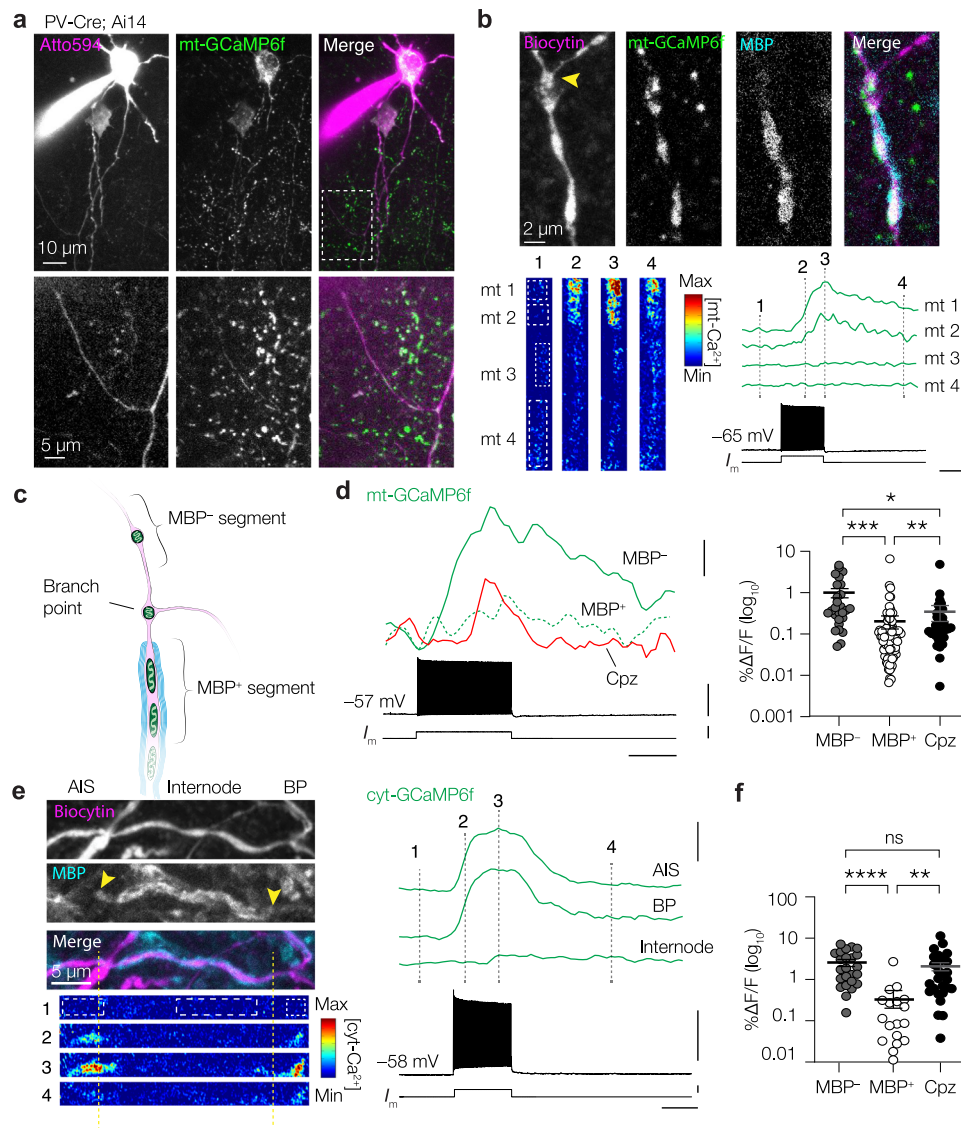 a
PV-Cre; Ai14
Atto594
mt-GCaMP6f
Merge
10 µm
5 µm
b
Biocytin
mt-GCaMP6f
MBP
Merge
2 µm
1
2
3
4
mt 1
mt 2
mt 3
mt 4
Max
[mt-Ca²⁺]
Min
1
2
3
4
mt 1
mt 2
mt 3
mt 4
−65 mV
Iₘ
c
MBP⁻
segment
Branch
point
MBP⁺ segment
d
mt-GCaMP6f
MBP⁻
MBP⁺
Cpz
−57 mV
Iₘ
*
***
**
%ΔF/F (log₁₀)
10
1
0.1
0.01
0.001
MBP⁻
MBP⁺
Cpz
e
AIS
Internode
BP
Biocytin
MBP
Merge
5 µm
1
2
3
4
Max
[cyt-Ca²⁺]
Min
cyt-GCaMP6f
1
2
3
4
AIS
BP
Internode
−58 mV
Iₘ
f
ns
****
**
%ΔF/F (log₁₀)
100
10
1
0.1
0.01
MBP⁻
MBP⁺
Cpz